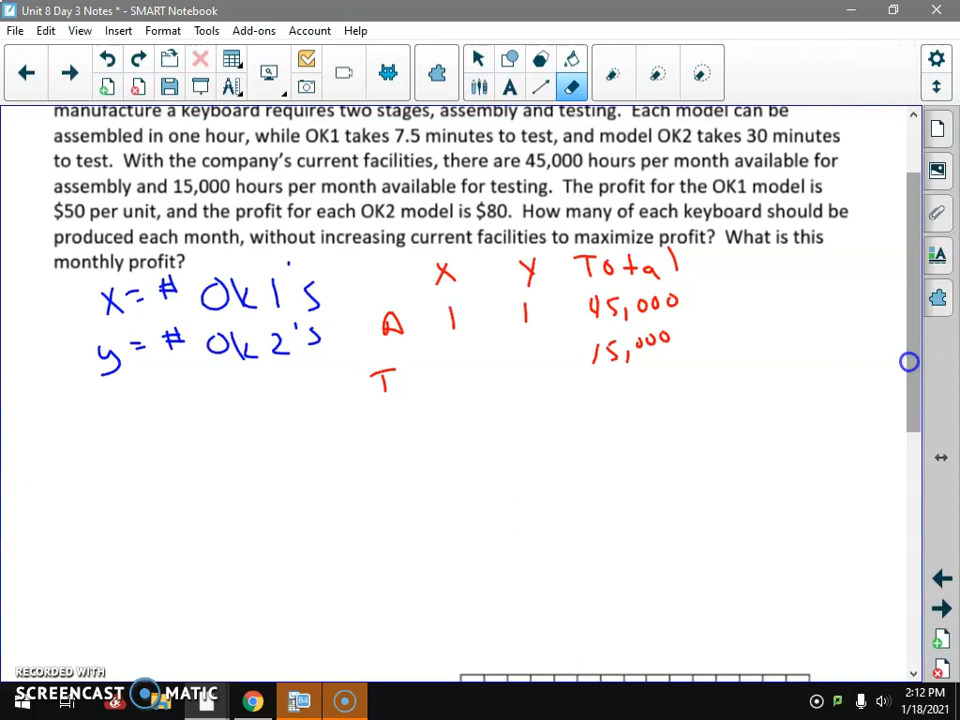 Unit 8 Day 3 Notes * - SMART Notebook
File Edit View Insert Format Tools Add-ons Account Help
manufacture a keyboard requires two stages, assembly and testing. Each model can be
assembled in one hour, while OK1 takes 7.5 minutes to test, and model OK2 takes 30 minutes
to test. With the company's current facilities, there are 45,000 hours per month available for
assembly and 15,000 hours per month available for testing. The profit for the OK1 model is
$50 per unit, and the profit for each OK2 model is $80. How many of each keyboard should be
produced each month, without increasing current facilities to maximize profit? What is this
monthly profit?
x = # Ok1's
y = # Ok2's
X Y Total
A 1 1 45,000
T 15,000
RECORDED WITH
SCREENCAST MATIC
2:12 PM
1/18/2021